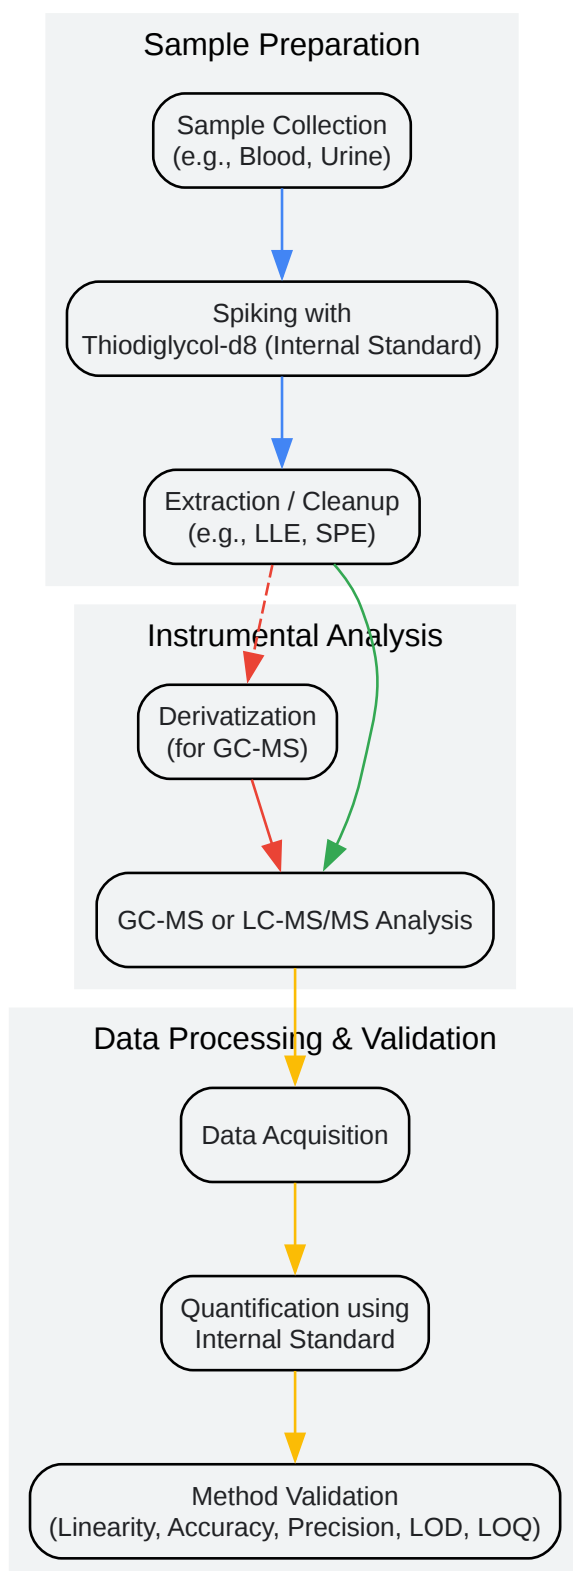 Sample Preparation
Sample Collection
(e.g., Blood, Urine)
Spiking with
Thiodiglycol-d8 (Internal Standard)
Extraction / Cleanup
(e.g., LLE, SPE)
Instrumental Analysis
Derivatization
(for GC-MS)
GC-MS or LC-MS/MS Analysis
Data Processing & Validation
Data Acquisition
Quantification using
Internal Standard
Method Validation
(Linearity, Accuracy, Precision, LOD, LOQ)